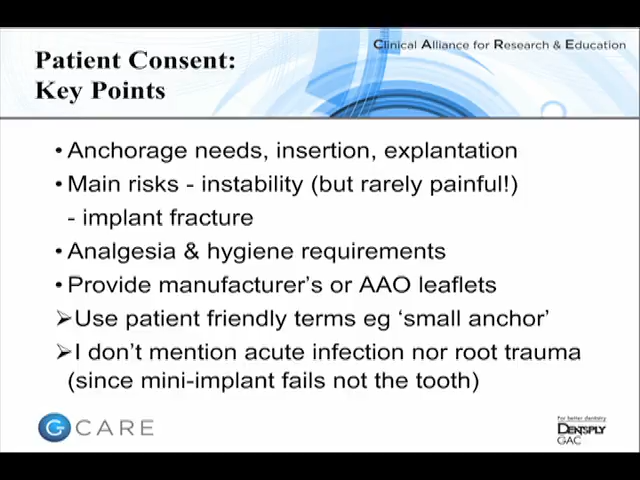 Clinical Alliance for Research & Education
Patient Consent:
Key Points
• Anchorage needs, insertion, explantation
• Main risks - instability (but rarely painful!)
- implant fracture
• Analgesia & hygiene requirements
• Provide manufacturer's or AAO leaflets
➢Use patient friendly terms eg 'small anchor'
➢I don't mention acute infection nor root trauma
(since mini-implant fails not the tooth)
G CARE
For better dentistry
DENTSPLY
GAC